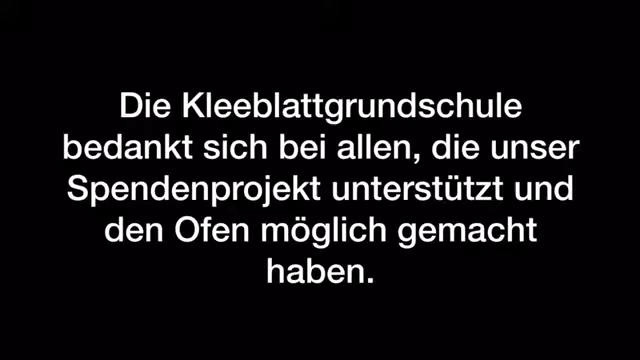 Die Kleeblattgrundschule
bedankt sich bei allen, die unser
Spendenprojekt unterstützt und
den Ofen möglich gemacht
haben.